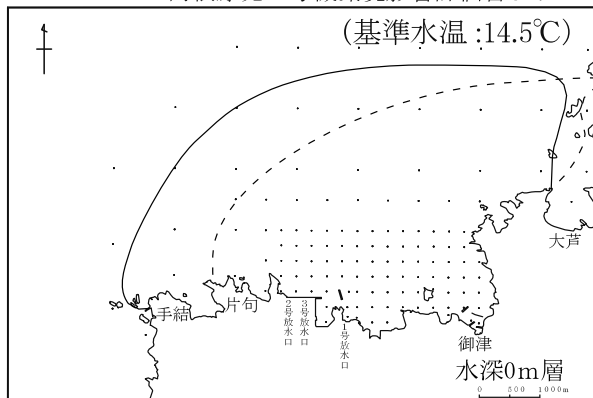 (基準水温 :14.5℃)
大芦
手結
片句
2号放水口
3号放水口
1号放水口
御津
水深0m層
0 500 1000m